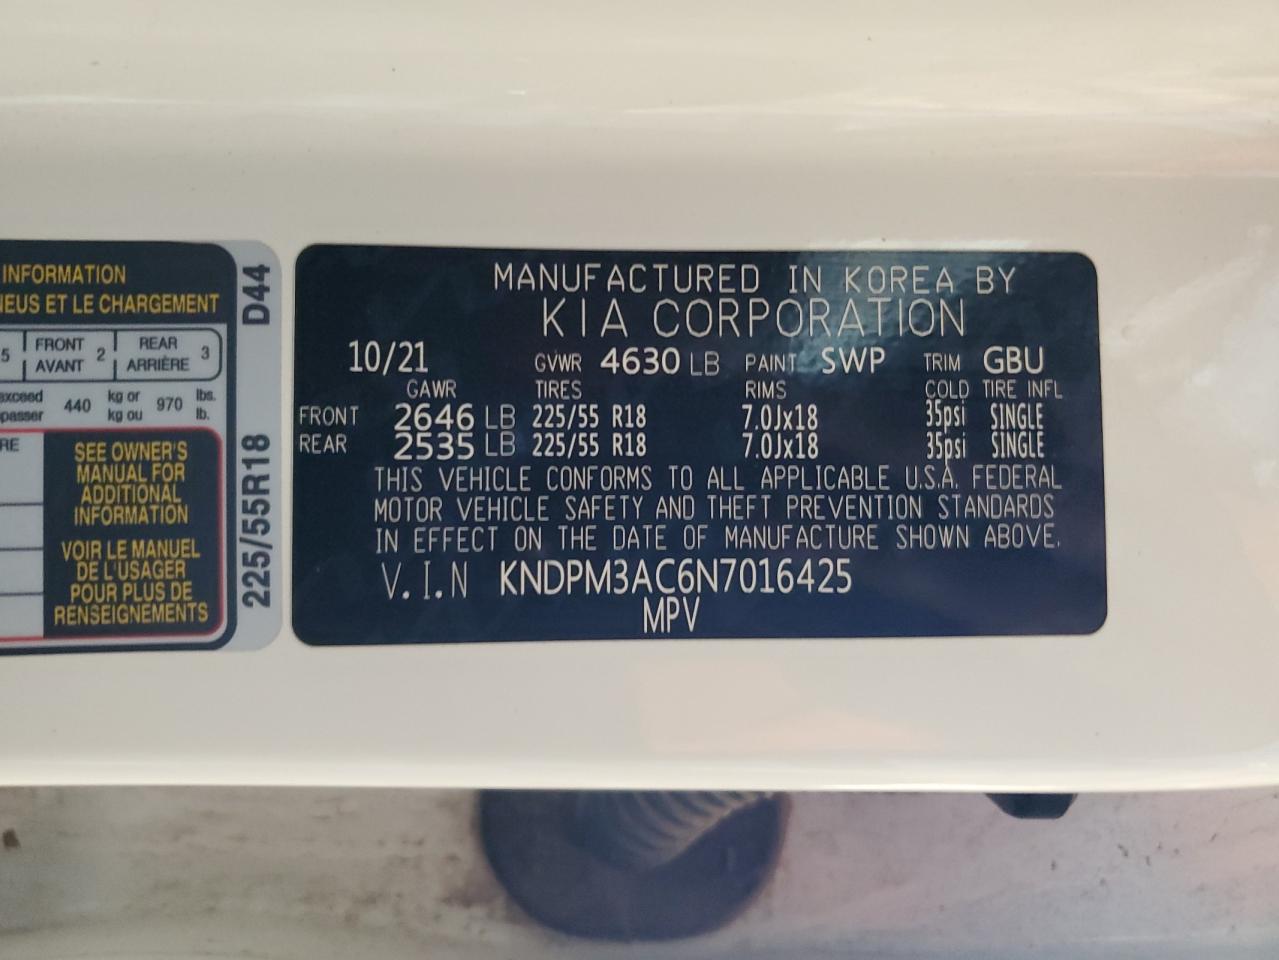 INFORMATION
NEUS ET LE CHARGEMENT
5 FRONT AVANT 2 REAR ARRIÈRE 3
exceed passer 440 kg or kg ou 970 lbs. lb.
RE
SEE OWNER'S
MANUAL FOR
ADDITIONAL
INFORMATION
VOIR LE MANUEL
DE L'USAGER
POUR PLUS DE
RENSEIGNEMENTS
225/55R18 D44
MANUFACTURED IN KOREA BY
KIA CORPORATION
10/21 GVWR 4630 LB PAINT SWP TRIM GBU
GAWR TIRES RIMS COLD TIRE INFL
FRONT 2646 LB 225/55 R18 7.0Jx18 35psi SINGLE
REAR 2535 LB 225/55 R18 7.0Jx18 35psi SINGLE
THIS VEHICLE CONFORMS TO ALL APPLICABLE U.S.A. FEDERAL
MOTOR VEHICLE SAFETY AND THEFT PREVENTION STANDARDS
IN EFFECT ON THE DATE OF MANUFACTURE SHOWN ABOVE.
V.I.N KNDPM3AC6N7016425
MPV